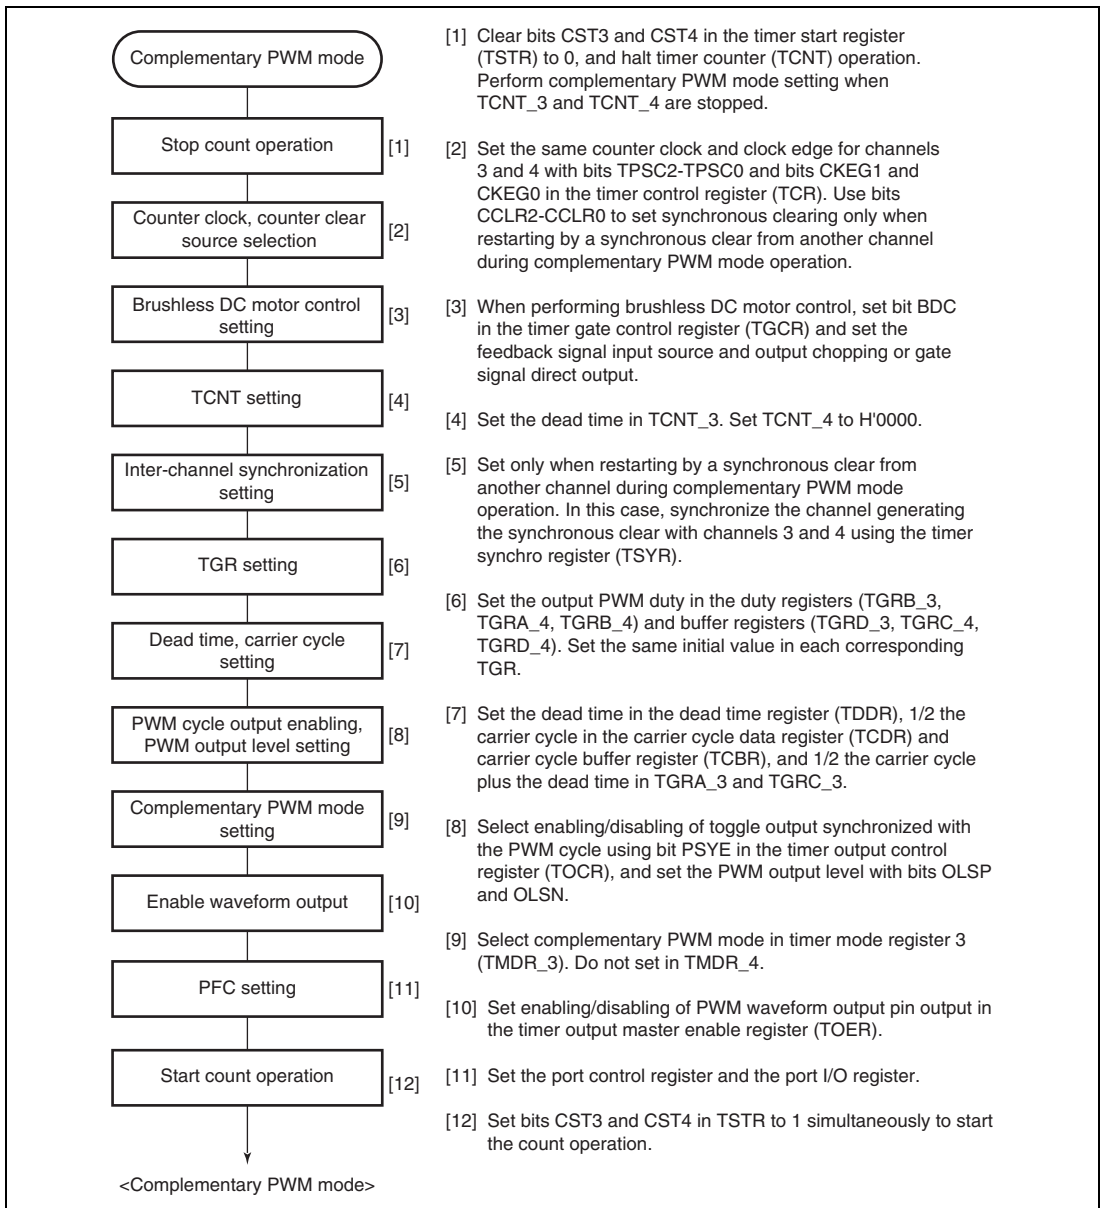 Complementary PWM mode
Stop count operation
[1]
Counter clock, counter clear
source selection
[2]
Brushless DC motor control
setting
[3]
TCNT setting
[4]
Inter-channel synchronization
setting
[5]
TGR setting
[6]
Dead time, carrier cycle
setting
[7]
PWM cycle output enabling,
PWM output level setting
[8]
Complementary PWM mode
setting
[9]
Enable waveform output
[10]
PFC setting
[11]
Start count operation
[12]
<Complementary PWM mode>
[1] Clear bits CST3 and CST4 in the timer start register
(TSTR) to 0, and halt timer counter (TCNT) operation.
Perform complementary PWM mode setting when
TCNT_3 and TCNT_4 are stopped.
[2] Set the same counter clock and clock edge for channels
3 and 4 with bits TPSC2-TPSC0 and bits CKEG1 and
CKEG0 in the timer control register (TCR). Use bits
CCLR2-CCLR0 to set synchronous clearing only when
restarting by a synchronous clear from another channel
during complementary PWM mode operation.
[3] When performing brushless DC motor control, set bit BDC
in the timer gate control register (TGCR) and set the
feedback signal input source and output chopping or gate
signal direct output.
[4] Set the dead time in TCNT_3. Set TCNT_4 to H'0000.
[5] Set only when restarting by a synchronous clear from
another channel during complementary PWM mode
operation. In this case, synchronize the channel generating
the synchronous clear with channels 3 and 4 using the timer
synchro register (TSYR).
[6] Set the output PWM duty in the duty registers (TGRB_3,
TGRA_4, TGRB_4) and buffer registers (TGRD_3, TGRC_4,
TGRD_4). Set the same initial value in each corresponding
TGR.
[7] Set the dead time in the dead time register (TDDR), 1/2 the
carrier cycle in the carrier cycle data register (TCDR) and
carrier cycle buffer register (TCBR), and 1/2 the carrier cycle
plus the dead time in TGRA_3 and TGRC_3.
[8] Select enabling/disabling of toggle output synchronized with
the PWM cycle using bit PSYE in the timer output control
register (TOCR), and set the PWM output level with bits OLSP
and OLSN.
[9] Select complementary PWM mode in timer mode register 3
(TMDR_3). Do not set in TMDR_4.
[10] Set enabling/disabling of PWM waveform output pin output in
the timer output master enable register (TOER).
[11] Set the port control register and the port I/O register.
[12] Set bits CST3 and CST4 in TSTR to 1 simultaneously to start
the count operation.